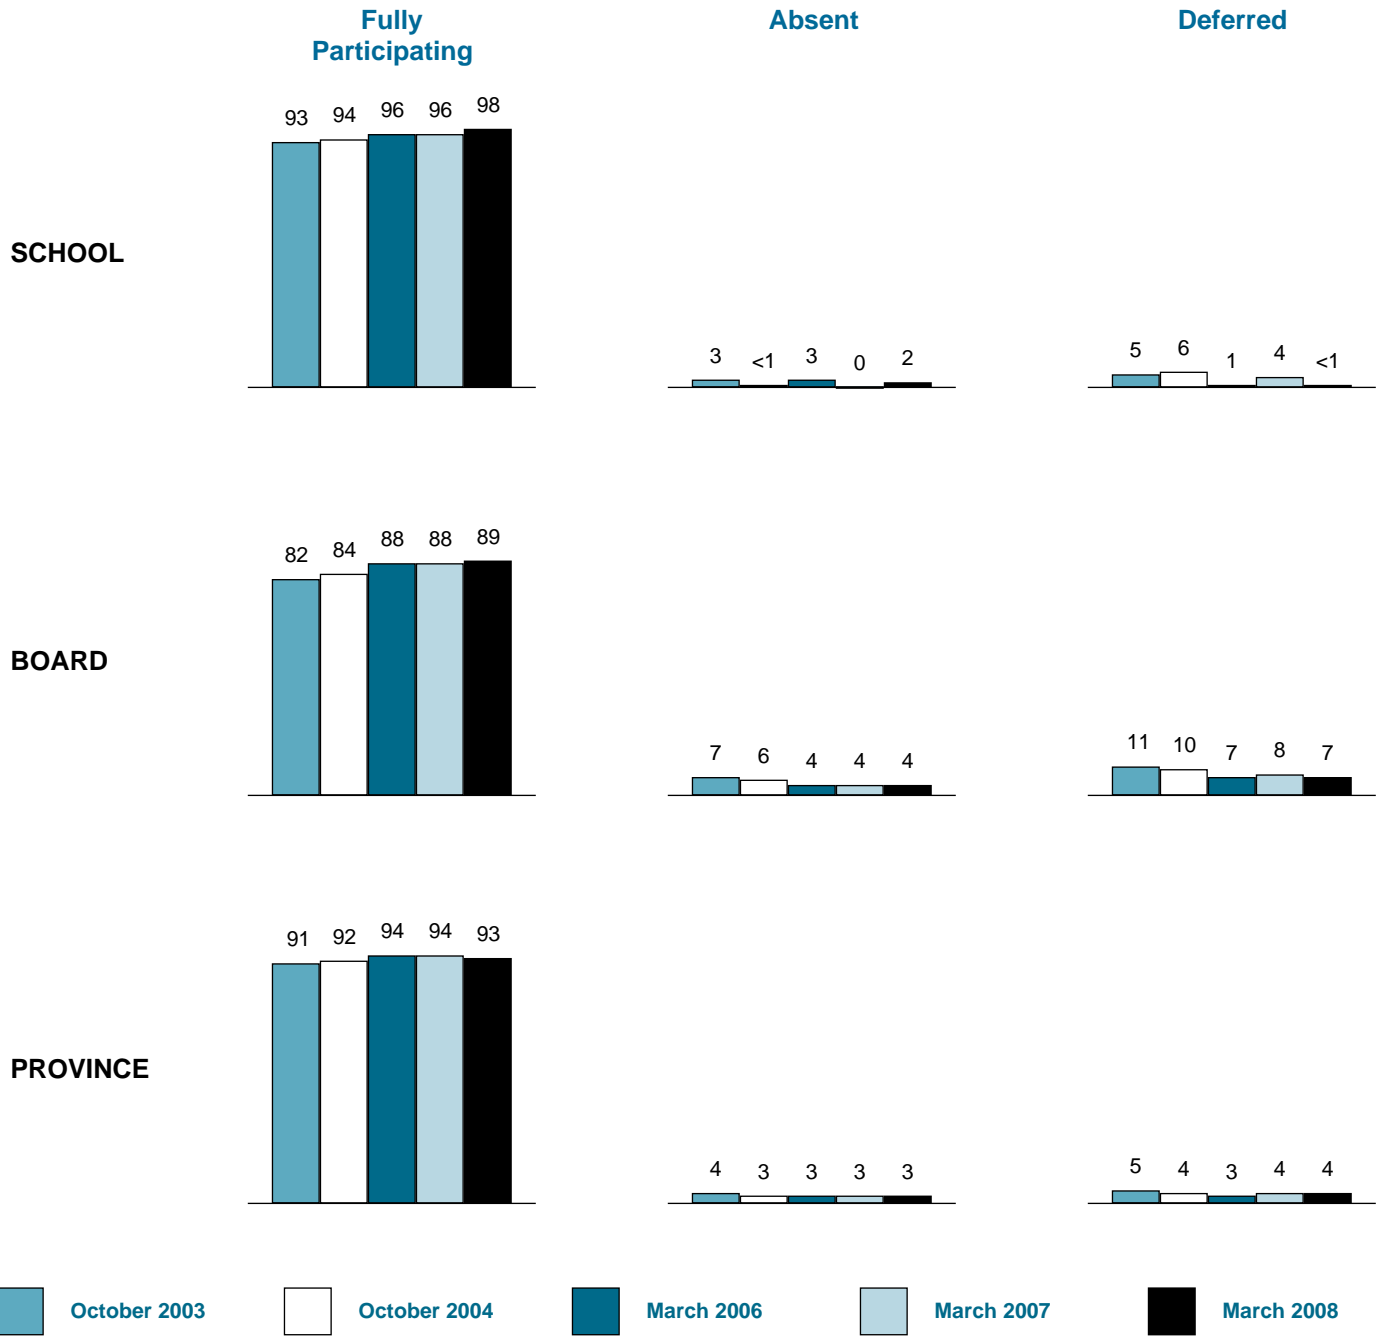 Fully
Participating
Absent
Deferred
SCHOOL
93 94 96 96 98
3 <1 3 0 2
5 6 1 4 <1
BOARD
82 84 88 88 89
7 6 4 4 4
11 10 7 8 7
PROVINCE
91 92 94 94 93
4 3 3 3 3
5 4 3 4 4
October 2003
October 2004
March 2006
March 2007
March 2008